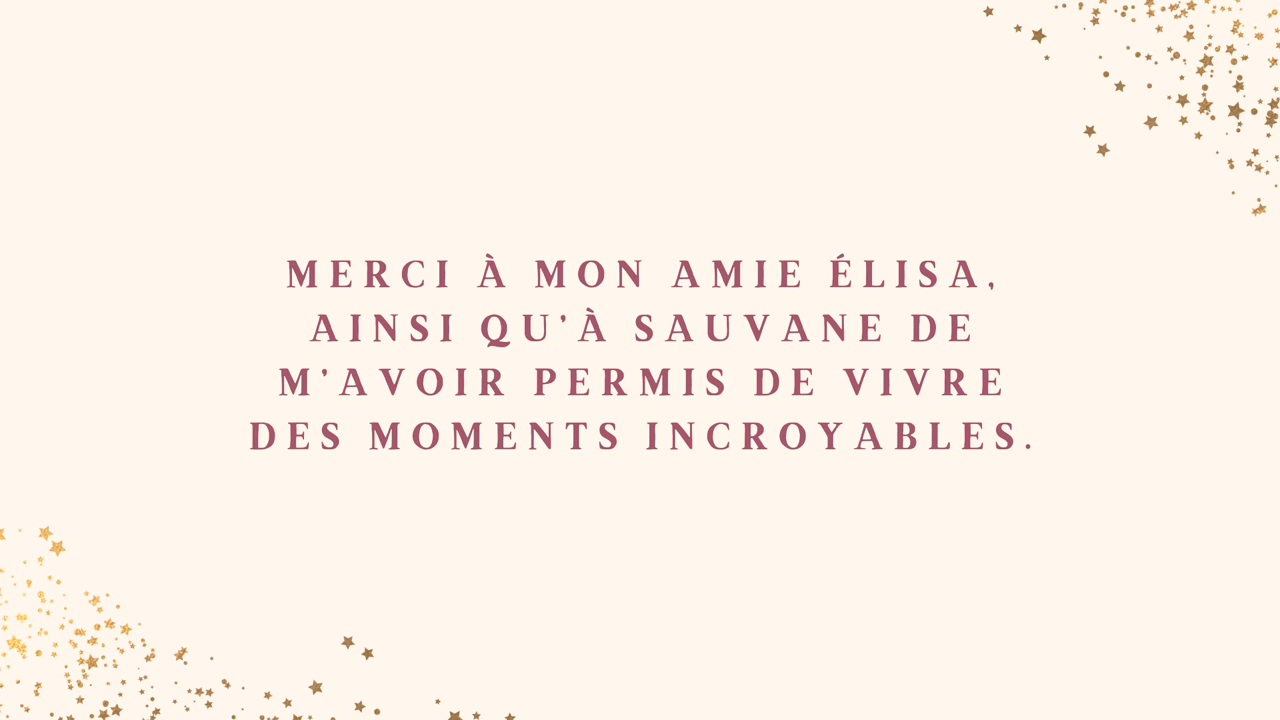 MERCI À MON AMIE ÉLISA,
AINSI QU'À SAUVANE DE
M'AVOIR PERMIS DE VIVRE
DES MOMENTS INCROYABLES.